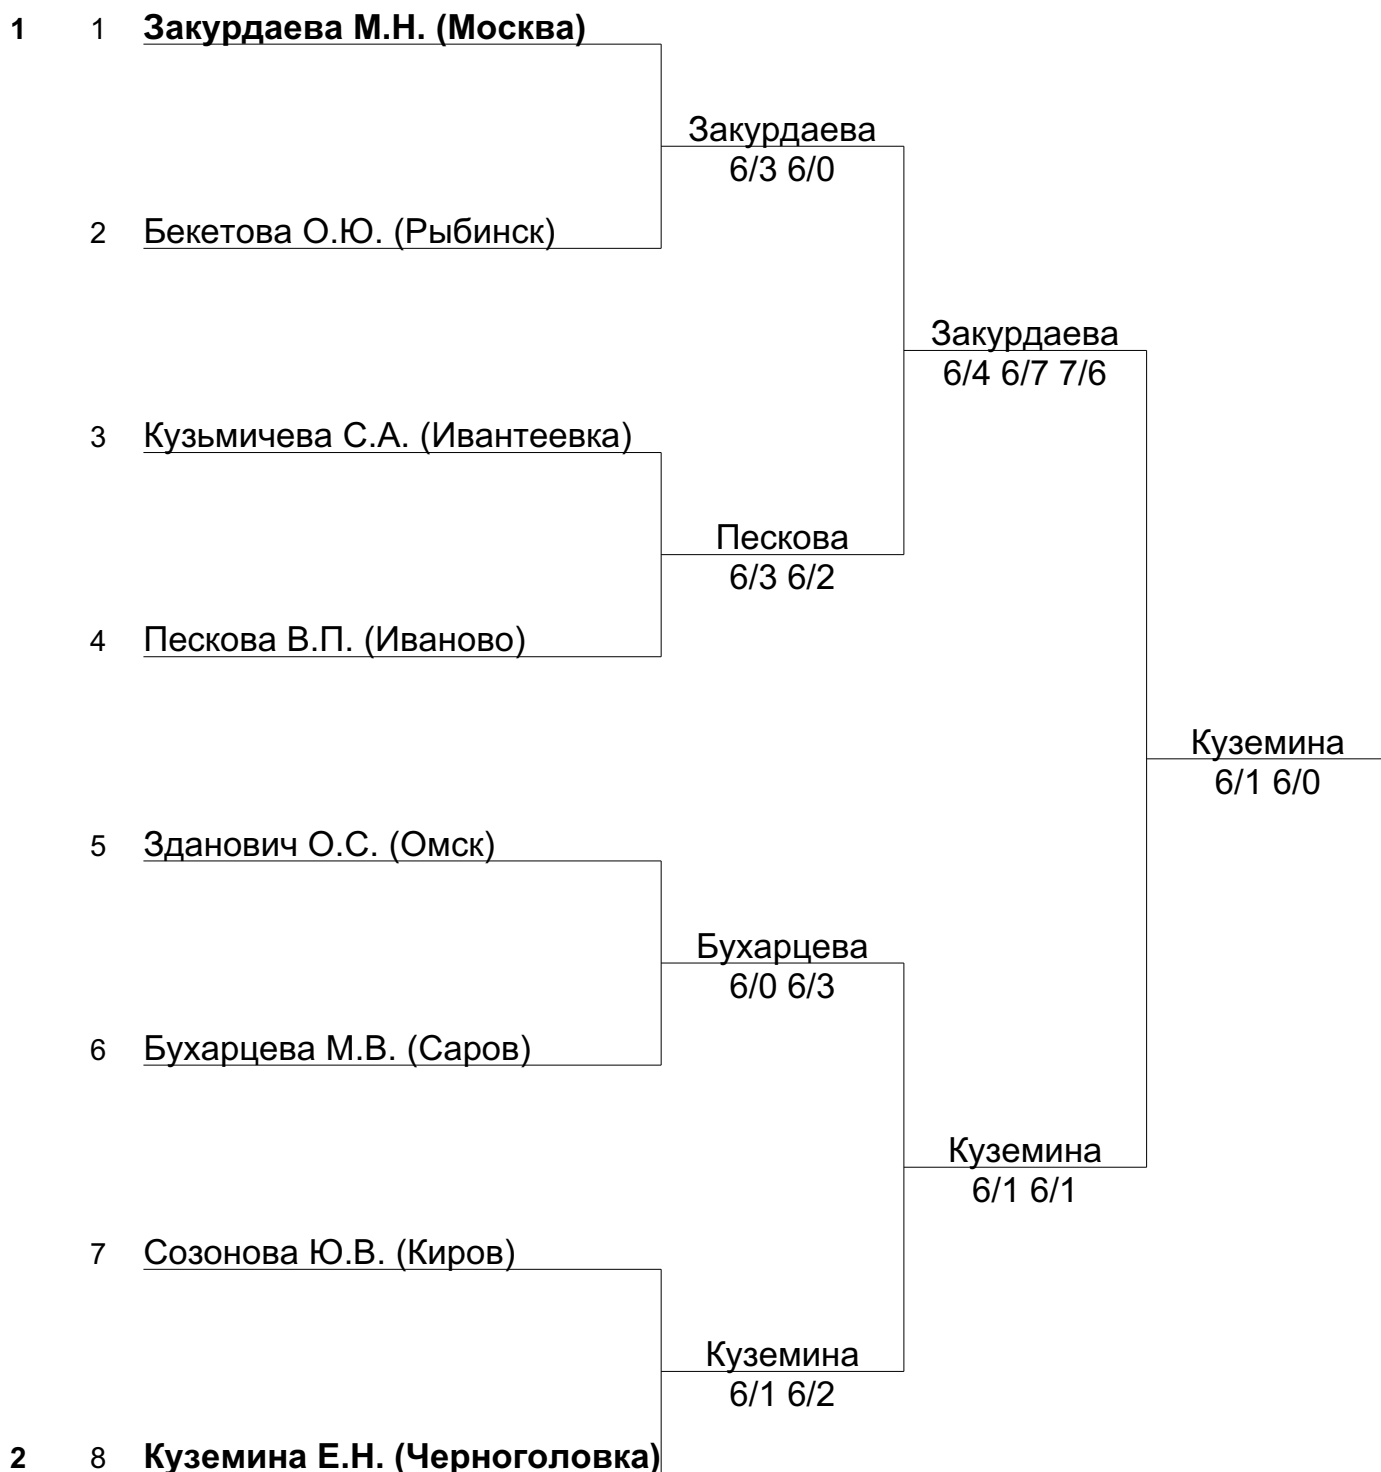 1 1 Закурдаева М.Н. (Москва)
Закурдаева
6/3 6/0
2 Бекетова О.Ю. (Рыбинск)
Закурдаева
6/4 6/7 7/6
3 Кузьмичева С.А. (Ивантеевка)
Пескова
6/3 6/2
4 Пескова В.П. (Иваново)
Куземина
6/1 6/0
5 Зданович О.С. (Омск)
Бухарцева
6/0 6/3
6 Бухарцева М.В. (Саров)
Куземина
6/1 6/1
7 Созонова Ю.В. (Киров)
Куземина
6/1 6/2
2 8 Куземина Е.Н. (Черноголовка)